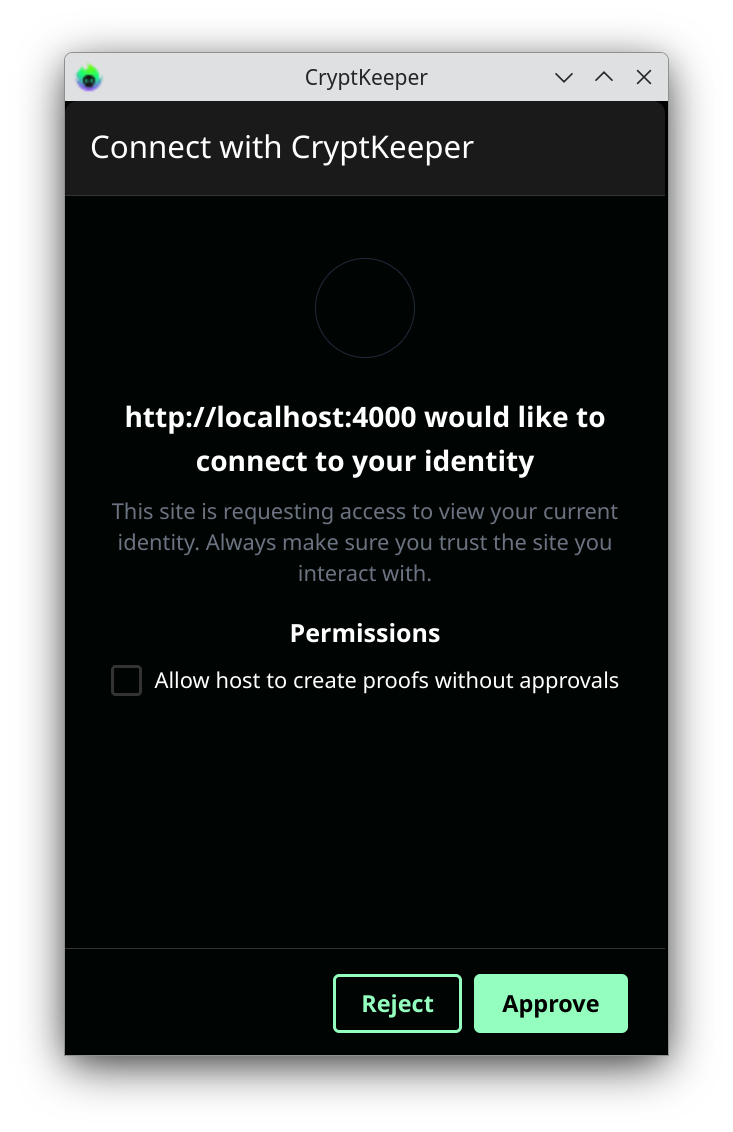 CryptKeeper
Connect with CryptKeeper
http://localhost:4000 would like to
connect to your identity
This site is requesting access to view your current
identity. Always make sure you trust the site you
interact with.
Permissions
Allow host to create proofs without approvals
Reject
Approve